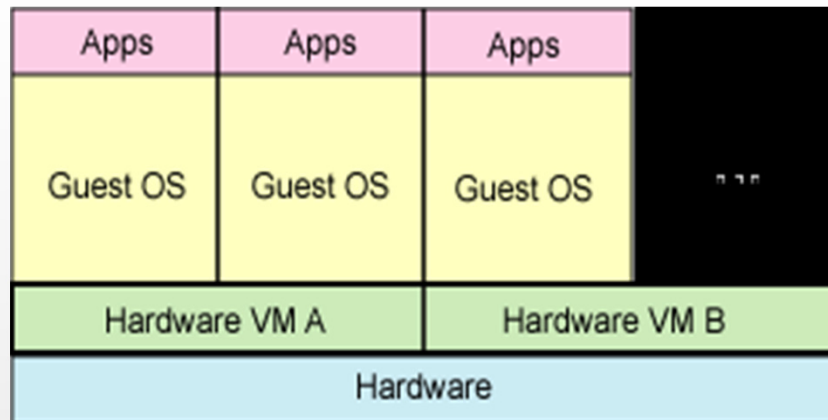 Apps
Apps
Apps
Guest OS
Guest OS
Guest OS
...
Hardware VM A
Hardware VM B
Hardware